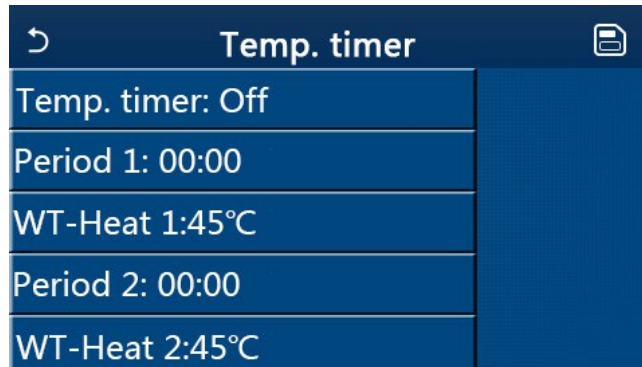 Temp. timer
Temp. timer: Off
Period 1: 00:00
WT-Heat 1:45℃
Period 2: 00:00
WT-Heat 2:45℃